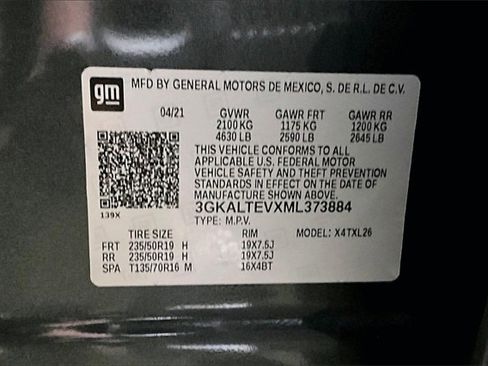 gm
MFD BY GENERAL MOTORS DE MEXICO, S. DE R.L. DE C.V.
04/21 GVWR GAWR FRT GAWR RR
2100 KG 1175 KG 1200 KG
4630 LB 2590 LB 2645 LB
THIS VEHICLE CONFORMS TO ALL
APPLICABLE U.S. FEDERAL MOTOR
VEHICLE SAFETY AND THEFT PREVENTION
STANDARDS IN EFFECT ON THE DATE OF
MANUFACTURE SHOWN ABOVE.
3GKALTEVXML373884
139X
TYPE: M.P.V.
TIRE SIZE RIM MODEL: X4TXL26
FRT 235/50R19 H 19X7.5J
RR 235/50R19 H 19X7.5J
SPA T135/70R16 M 16X4BT